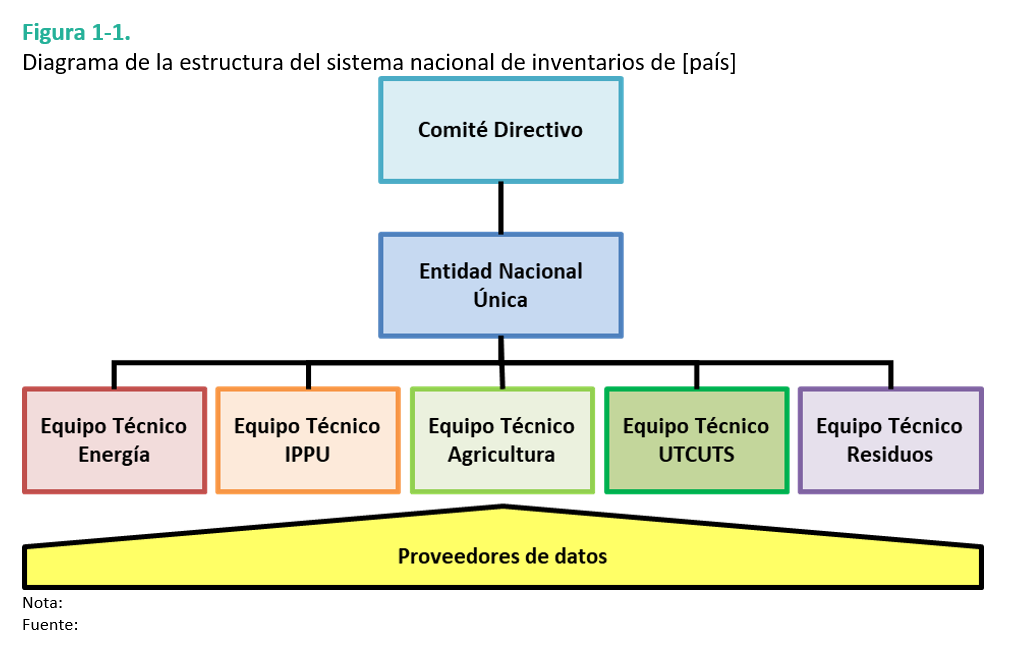 Figura 1-1.
Diagrama de la estructura del sistema nacional de inventarios de [país]
Comité Directivo
Entidad Nacional
Única
Equipo Técnico
Energía
Equipo Técnico
IPPU
Equipo Técnico
Agricultura
Equipo Técnico
UTCUTS
Equipo Técnico
Residuos
Proveedores de datos
Nota:
Fuente: